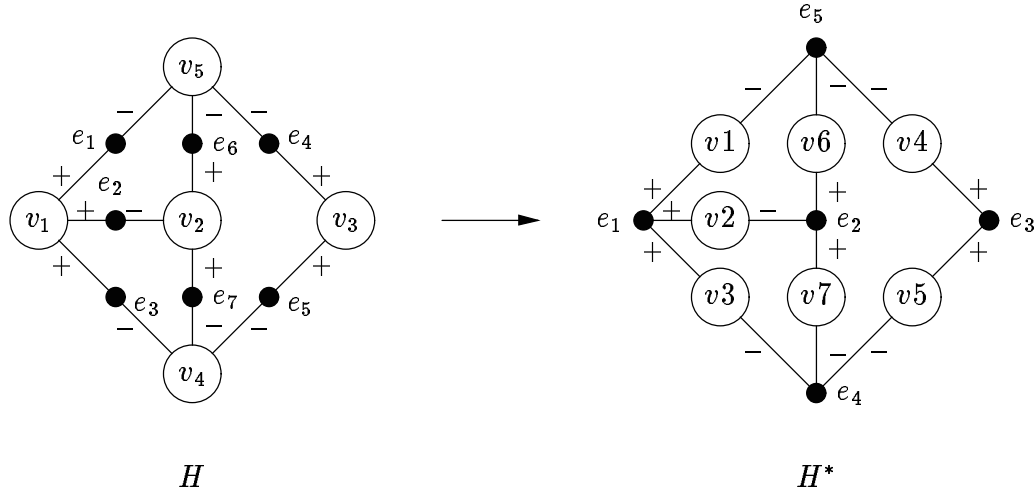 e5
v5
− − −
− − −
e1 e6 e4
v1 v6 v4
+ + +
+ + +
e2
v1 + − v2 v3
e1 + v2 − e2 e3
+ + +
+ + +
e3 e7 e5
v3 v7 v5
− − −
− − −
v4
e4
H H*